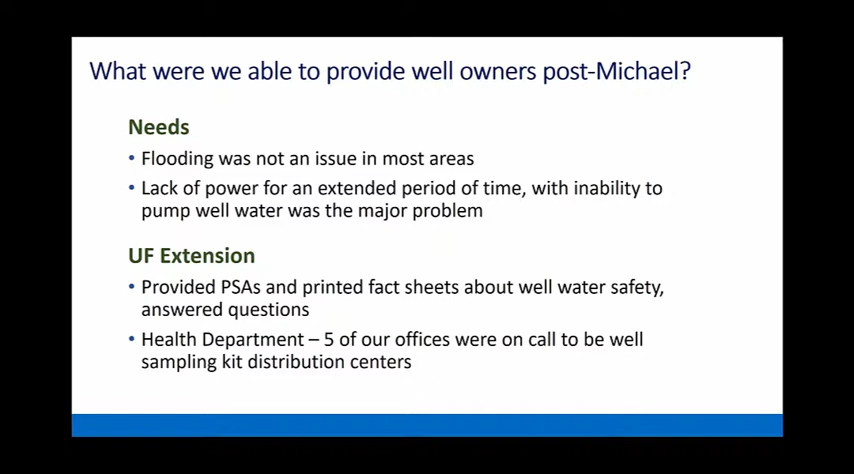 What were we able to provide well owners post-Michael?
Needs
• Flooding was not an issue in most areas
• Lack of power for an extended period of time, with inability to
pump well water was the major problem
UF Extension
• Provided PSAs and printed fact sheets about well water safety,
answered questions
• Health Department – 5 of our offices were on call to be well
sampling kit distribution centers